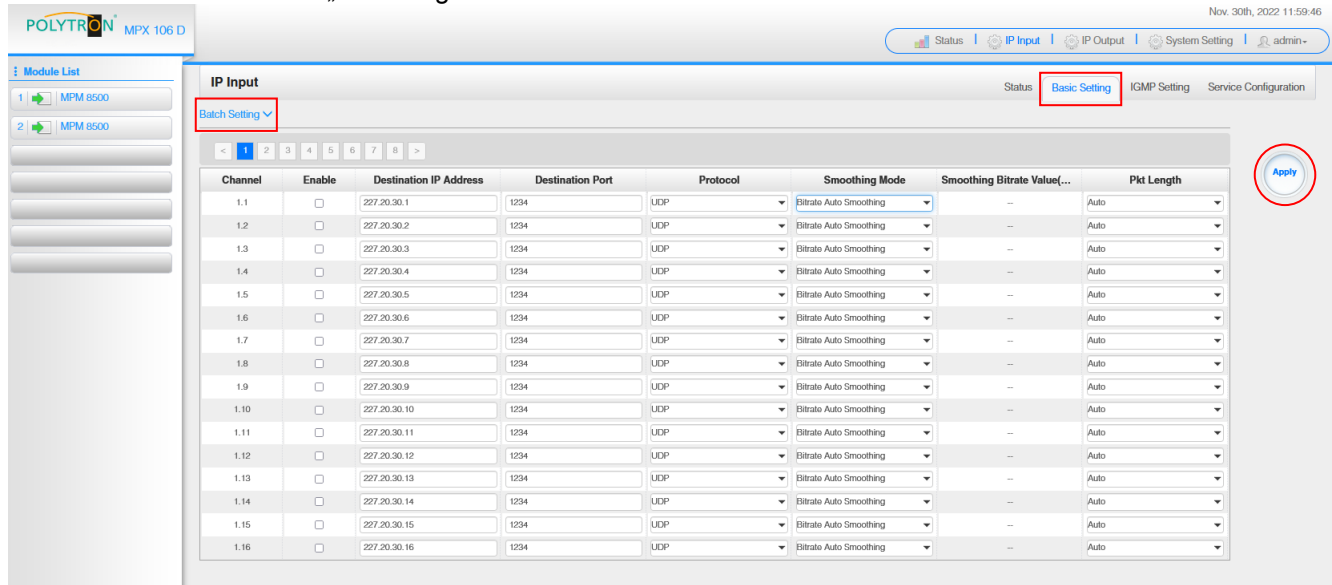 Nov. 30th, 2022 11:59:46
POLYTRON MPX 106 D
Status IP Input IP Output System Setting admin
Module List
1 MPM 8500
2 MPM 8500
IP Input
Status Basic Setting IGMP Setting Service Configuration
Batch Setting
< 1 2 3 4 5 6 7 8 >
Apply
Channel Enable Destination IP Address Destination Port Protocol Smoothing Mode Smoothing Bitrate Value(... Pkt Length
1.1 227.20.30.1 1234 UDP Bitrate Auto Smoothing -- Auto
1.2 227.20.30.2 1234 UDP Bitrate Auto Smoothing -- Auto
1.3 227.20.30.3 1234 UDP Bitrate Auto Smoothing -- Auto
1.4 227.20.30.4 1234 UDP Bitrate Auto Smoothing -- Auto
1.5 227.20.30.5 1234 UDP Bitrate Auto Smoothing -- Auto
1.6 227.20.30.6 1234 UDP Bitrate Auto Smoothing -- Auto
1.7 227.20.30.7 1234 UDP Bitrate Auto Smoothing -- Auto
1.8 227.20.30.8 1234 UDP Bitrate Auto Smoothing -- Auto
1.9 227.20.30.9 1234 UDP Bitrate Auto Smoothing -- Auto
1.10 227.20.30.10 1234 UDP Bitrate Auto Smoothing -- Auto
1.11 227.20.30.11 1234 UDP Bitrate Auto Smoothing -- Auto
1.12 227.20.30.12 1234 UDP Bitrate Auto Smoothing -- Auto
1.13 227.20.30.13 1234 UDP Bitrate Auto Smoothing -- Auto
1.14 227.20.30.14 1234 UDP Bitrate Auto Smoothing -- Auto
1.15 227.20.30.15 1234 UDP Bitrate Auto Smoothing -- Auto
1.16 227.20.30.16 1234 UDP Bitrate Auto Smoothing -- Auto